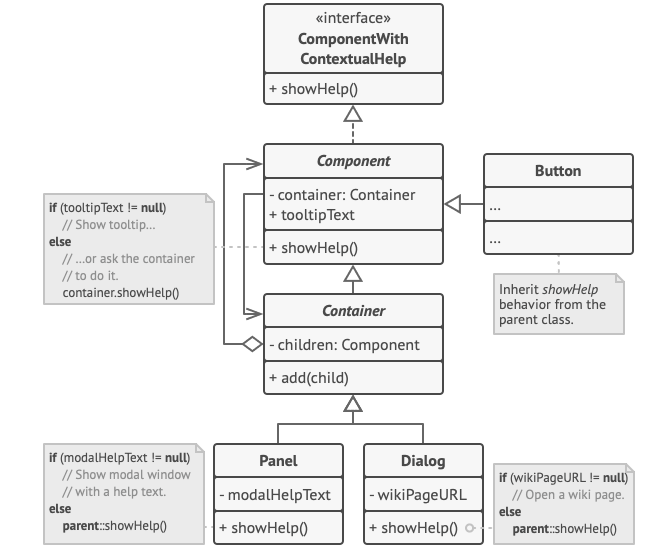 «interface»
ComponentWith
ContextualHelp
+ showHelp()
Component
- container: Container
+ tooltipText
+ showHelp()
Button
...
...
if (tooltipText != null)
// Show tooltip...
else
// ...or ask the container
// to do it.
container.showHelp()
Inherit showHelp
behavior from the
parent class.
Container
- children: Component
+ add(child)
if (modalHelpText != null)
// Show modal window
// with a help text.
else
parent::showHelp()
Panel
- modalHelpText
+ showHelp()
Dialog
- wikiPageURL
+ showHelp()
if (wikiPageURL != null)
// Open a wiki page.
else
parent::showHelp()